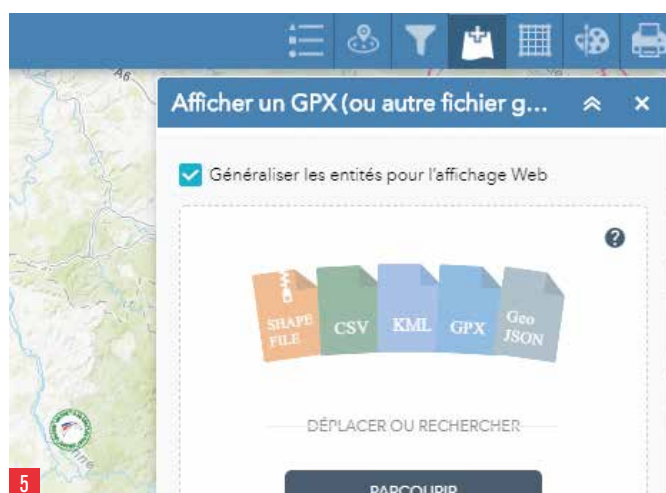 A6
Afficher un GPX (ou autre fichier g...
Généraliser les entités pour l'affichage Web
SHAPE
FILE
CSV
KML
GPX
Geo
JSON
DÉPLACER OU RECHERCHER
PARCOURIR
5